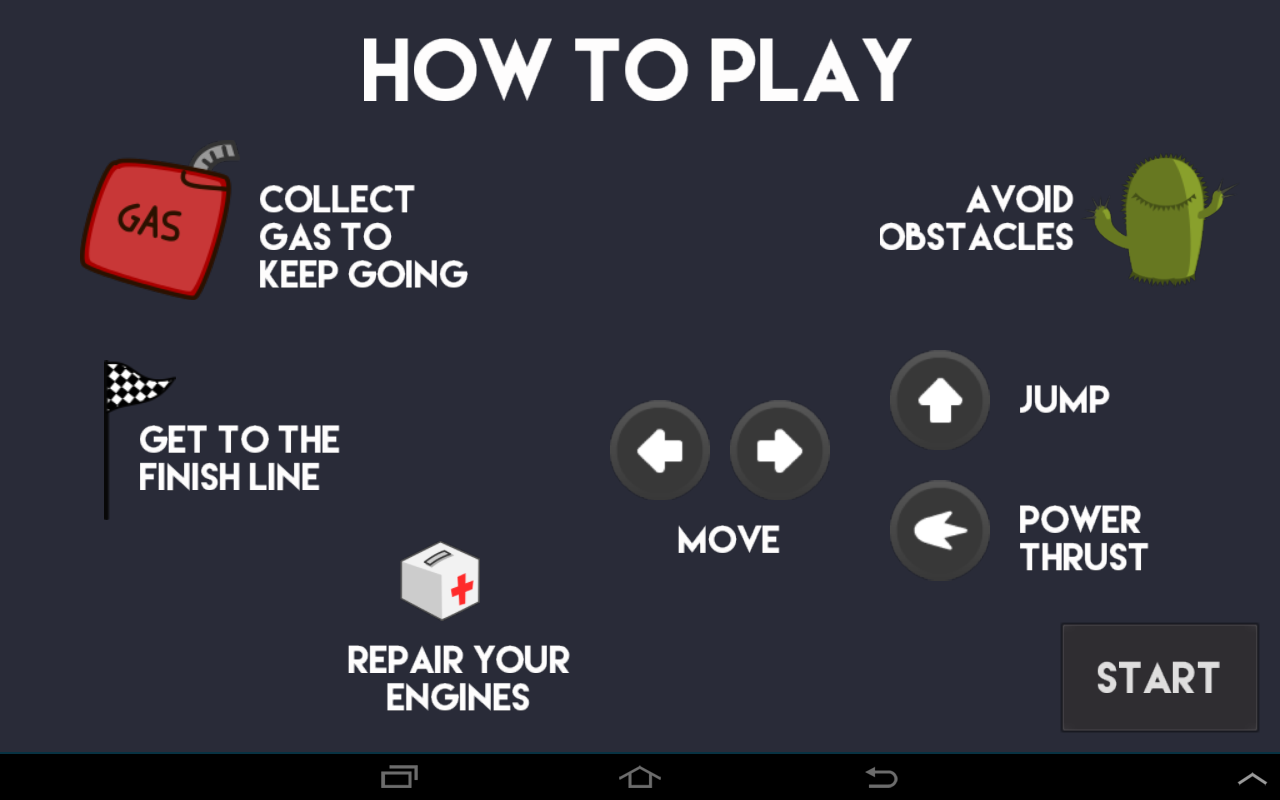 HOW TO PLAY
GAS
COLLECT
GAS TO
KEEP GOING
AVOID
OBSTACLES
GET TO THE
FINISH LINE
MOVE
JUMP
POWER
THRUST
REPAIR YOUR
ENGINES
START